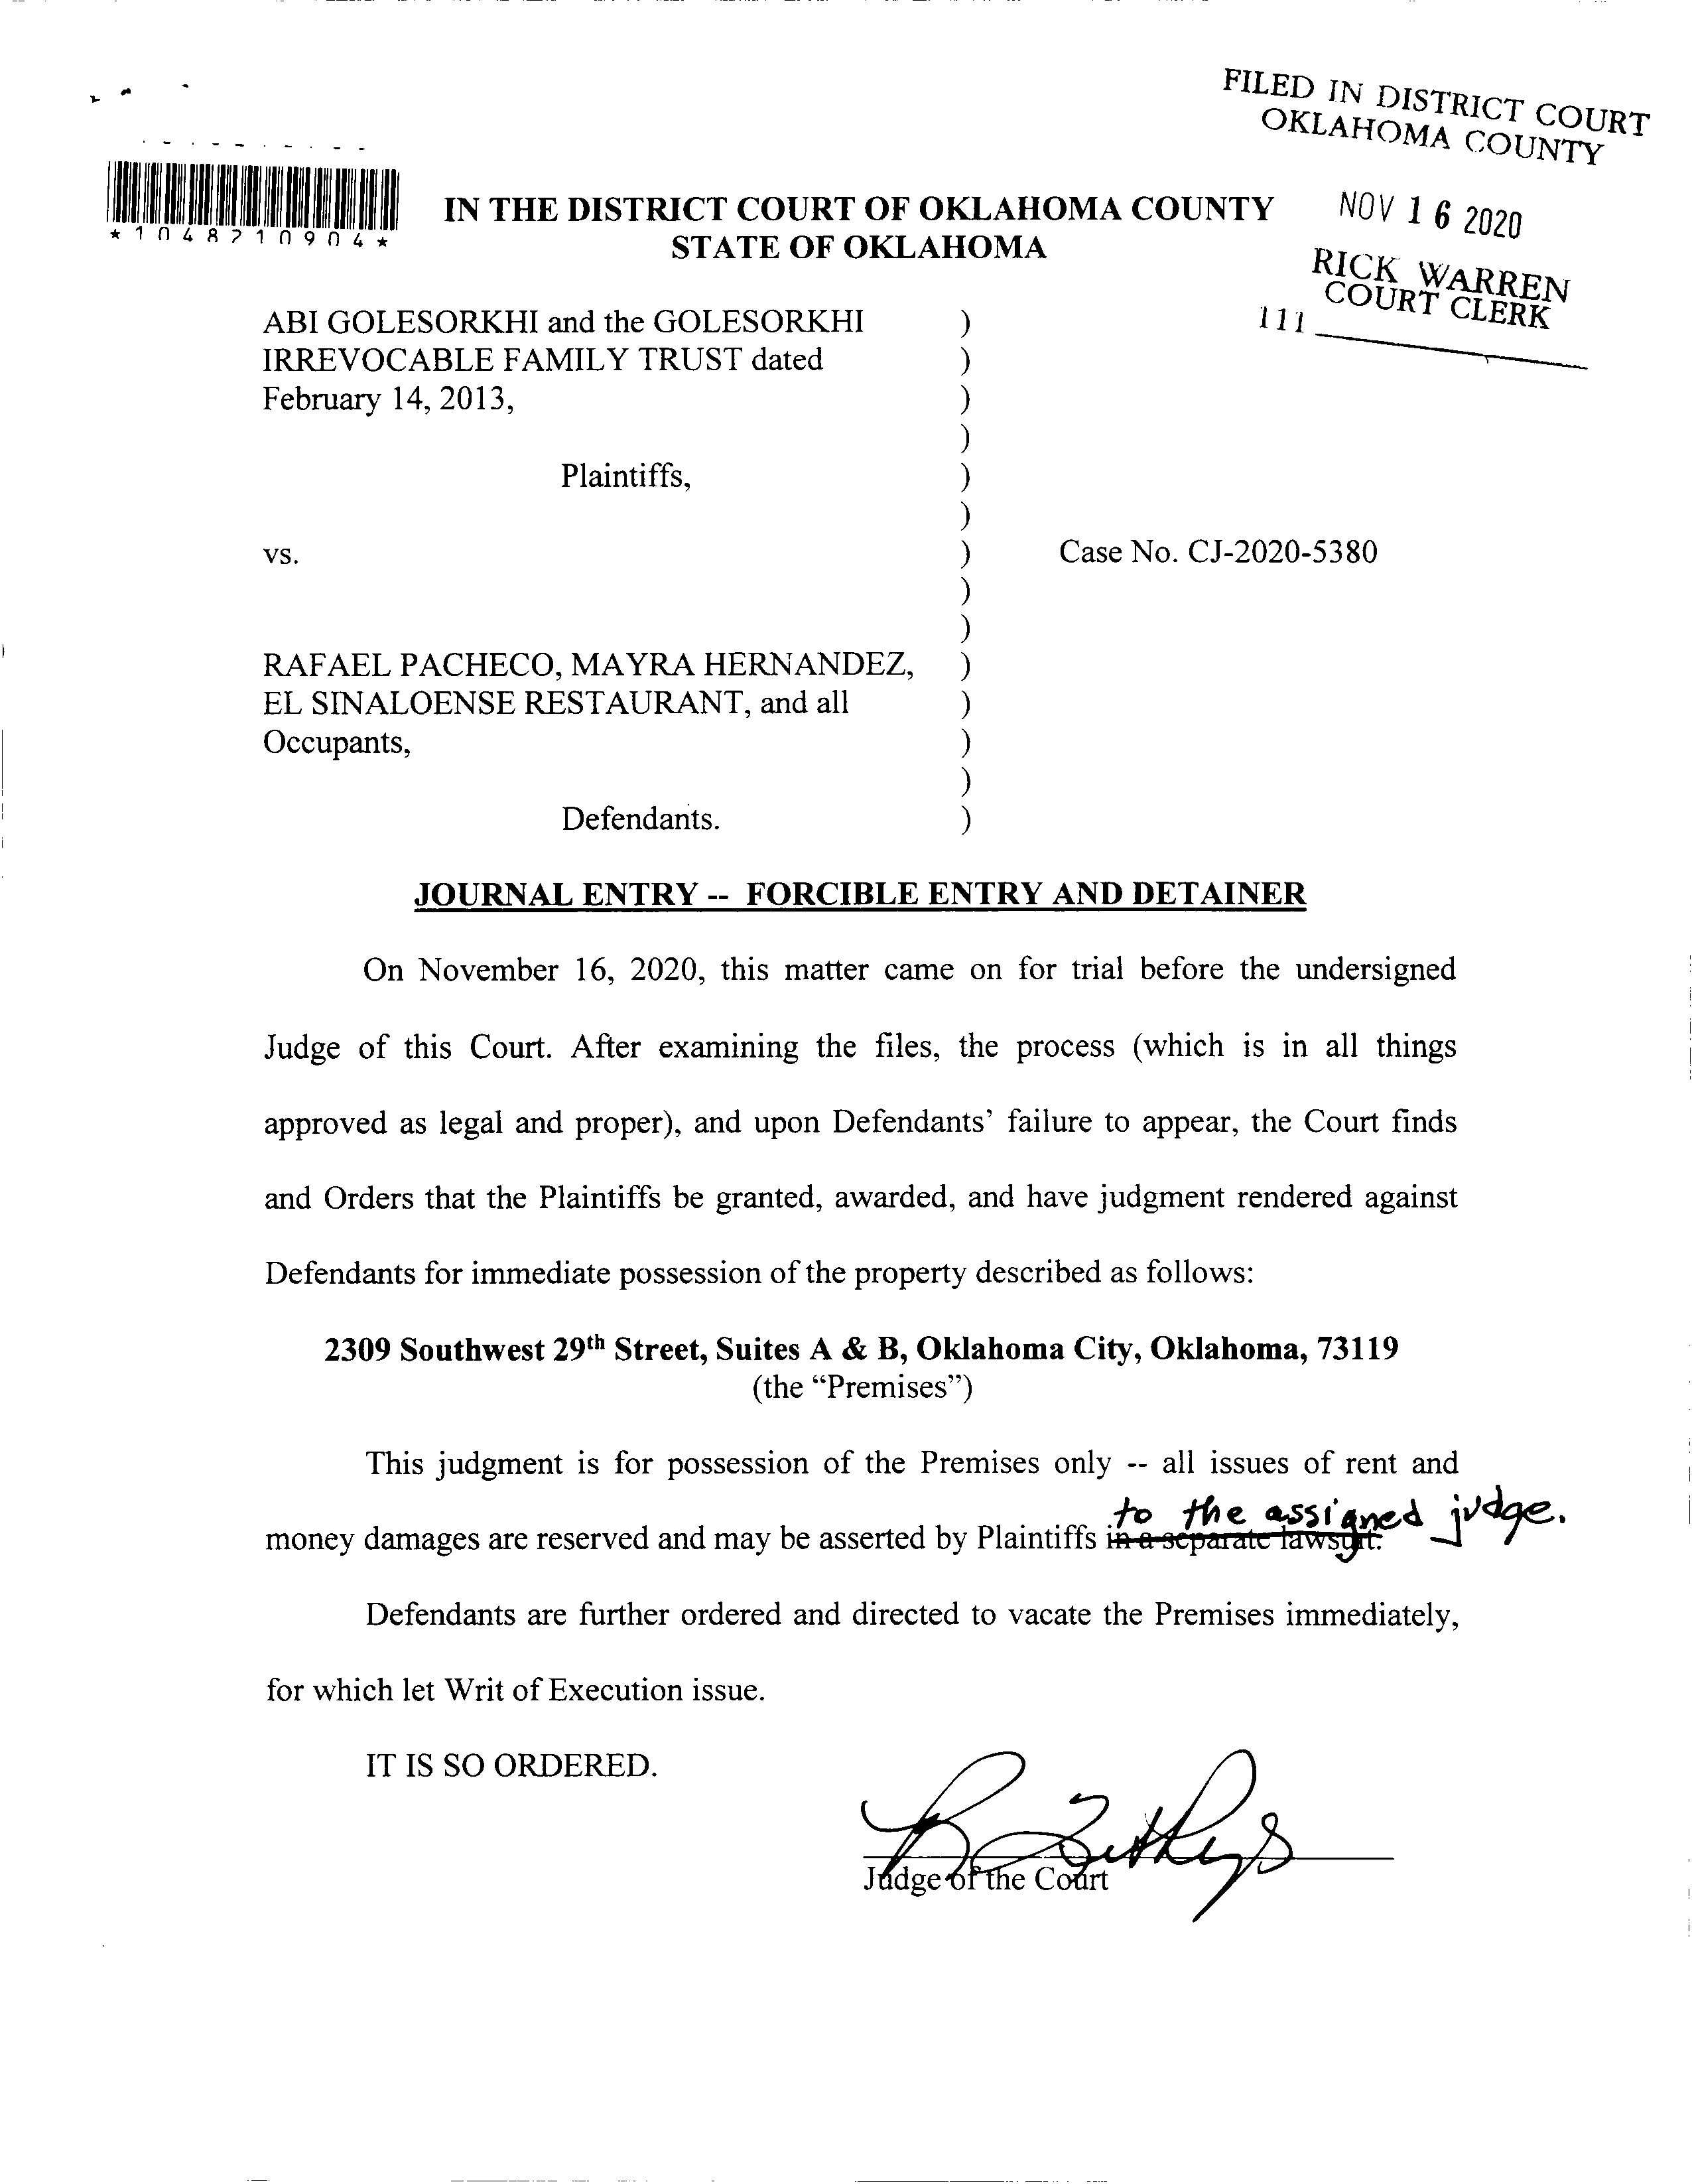 FILED IN DISTRICT COURT
OKLAHOMA COUNTY
NOV 16 2020
RICK WARREN
COURT CLERK
111
*1048710904*
IN THE DISTRICT COURT OF OKLAHOMA COUNTY
STATE OF OKLAHOMA
ABI GOLESORKHI and the GOLESORKHI )
IRREVOCABLE FAMILY TRUST dated )
February 14, 2013, )
)
Plaintiffs, )
)
vs. ) Case No. CJ-2020-5380
)
)
RAFAEL PACHECO, MAYRA HERNANDEZ, )
EL SINALOENSE RESTAURANT, and all )
Occupants, )
)
Defendants. )
JOURNAL ENTRY -- FORCIBLE ENTRY AND DETAINER
On November 16, 2020, this matter came on for trial before the undersigned
Judge of this Court. After examining the files, the process (which is in all things
approved as legal and proper), and upon Defendants’ failure to appear, the Court finds
and Orders that the Plaintiffs be granted, awarded, and have judgment rendered against
Defendants for immediate possession of the property described as follows:
2309 Southwest 29th Street, Suites A & B, Oklahoma City, Oklahoma, 73119
(the “Premises”)
This judgment is for possession of the Premises only -- all issues of rent and
to the assigned judge.
money damages are reserved and may be asserted by Plaintiffs in a separate lawsuit.
Defendants are further ordered and directed to vacate the Premises immediately,
for which let Writ of Execution issue.
IT IS SO ORDERED.
Judge of the Court